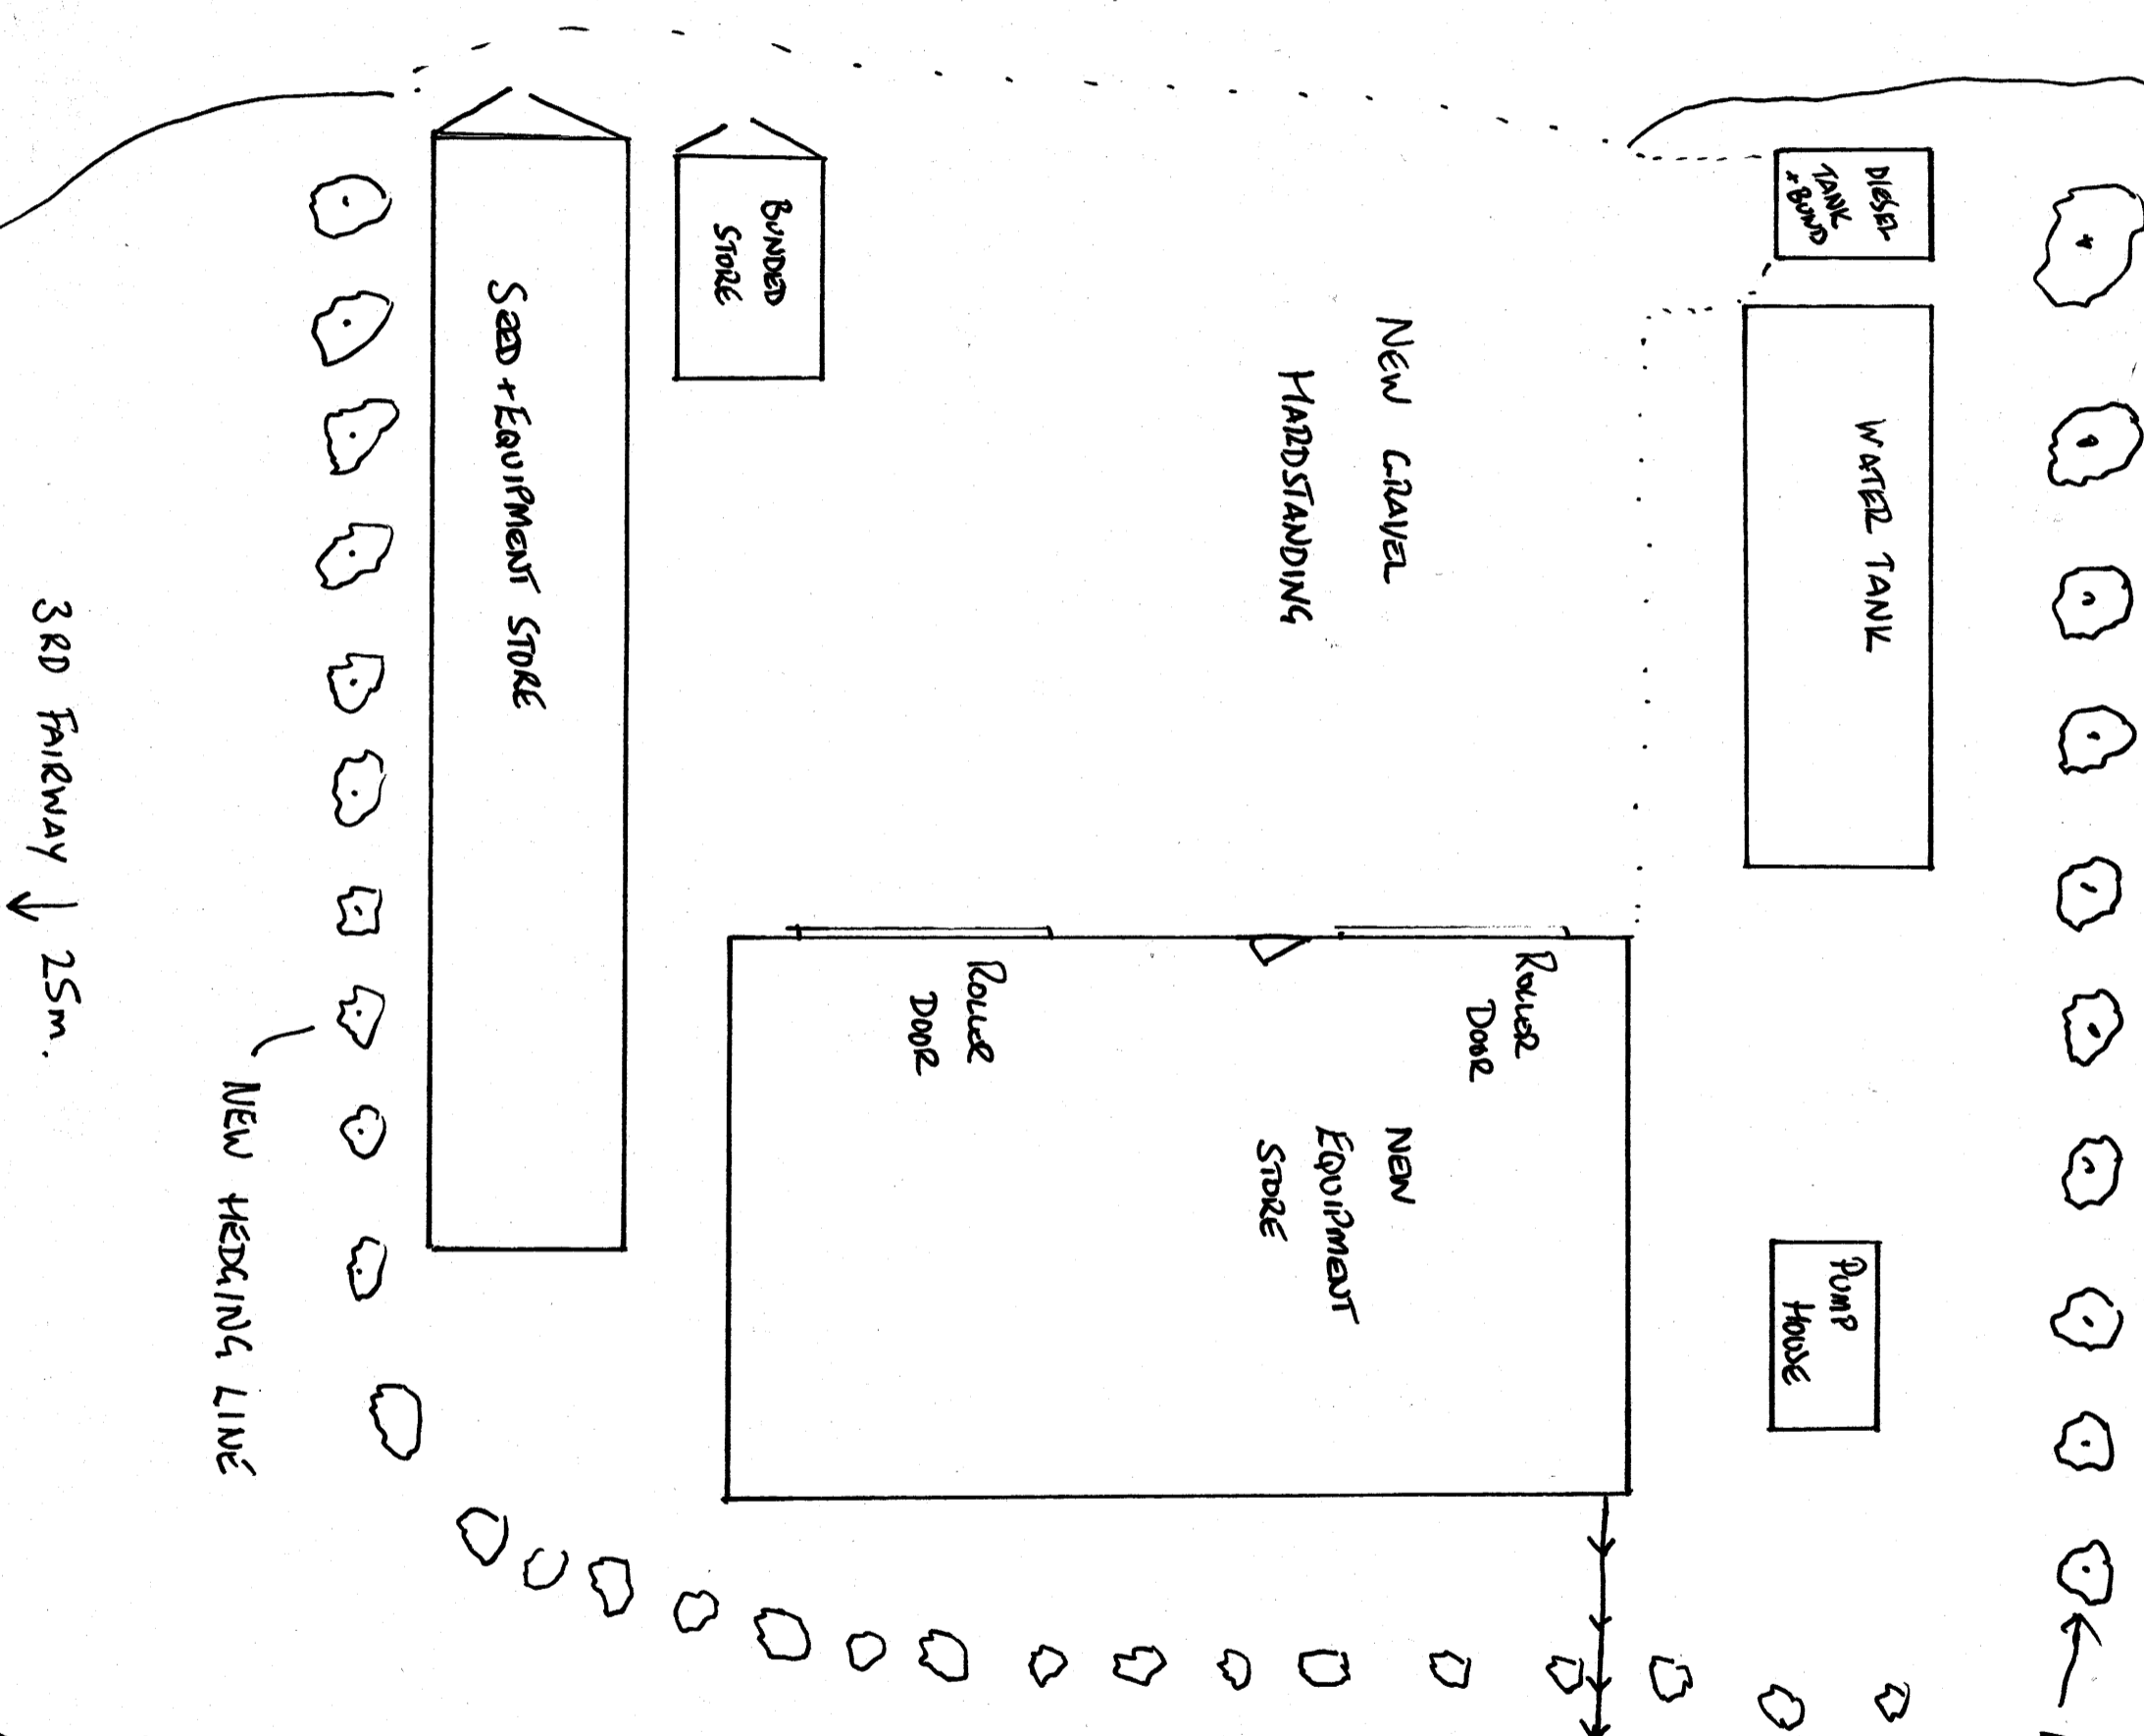 DIESEL
TANK
+ BUND
WATER TANK
PUMP
HOUSE
NEW GRAVEL
HARDSTANDING
ROLLER
DOOR
NEW
EQUIPMENT
STORE
ROLLER
DOOR
BUNDED
STORE
SEED + EQUIPMENT STORE
NEW HEDGING LINE
3RD FAIRWAY ↓ 25m.